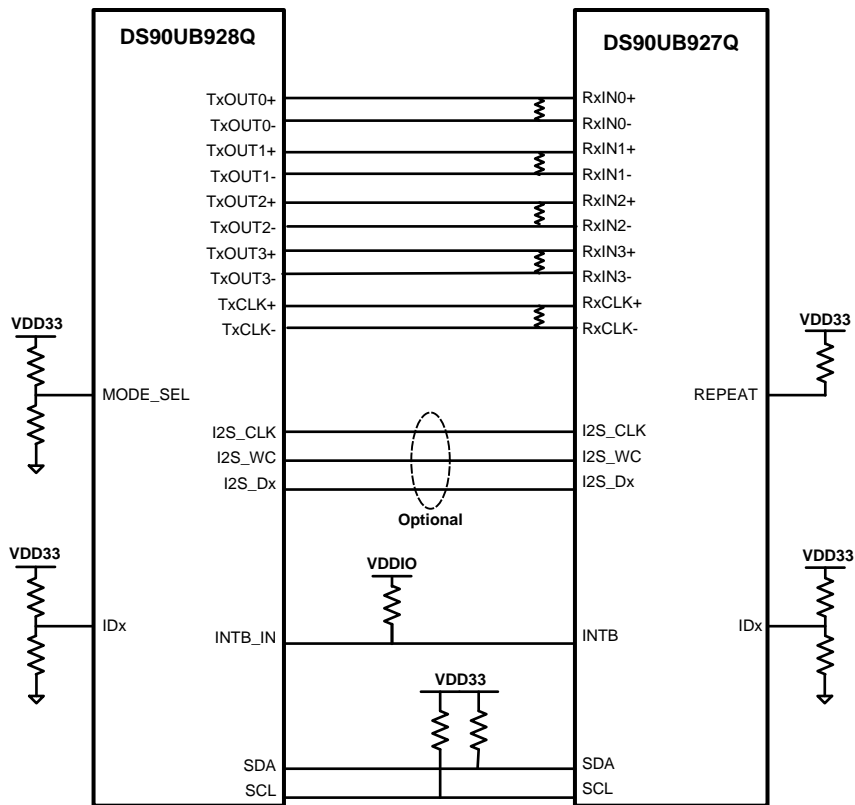 DS90UB928Q
DS90UB927Q
TxOUT0+
RxIN0+
TxOUT0-
RxIN0-
TxOUT1+
RxIN1+
TxOUT1-
RxIN1-
TxOUT2+
RxIN2+
TxOUT2-
RxIN2-
TxOUT3+
RxIN3+
TxOUT3-
RxIN3-
TxCLK+
RxCLK+
TxCLK-
RxCLK-
VDD33
VDD33
MODE_SEL
REPEAT
I2S_CLK
I2S_CLK
I2S_WC
I2S_WC
I2S_Dx
I2S_Dx
Optional
VDD33
VDDIO
VDD33
IDx
IDx
INTB_IN
INTB
VDD33
SDA
SDA
SCL
SCL